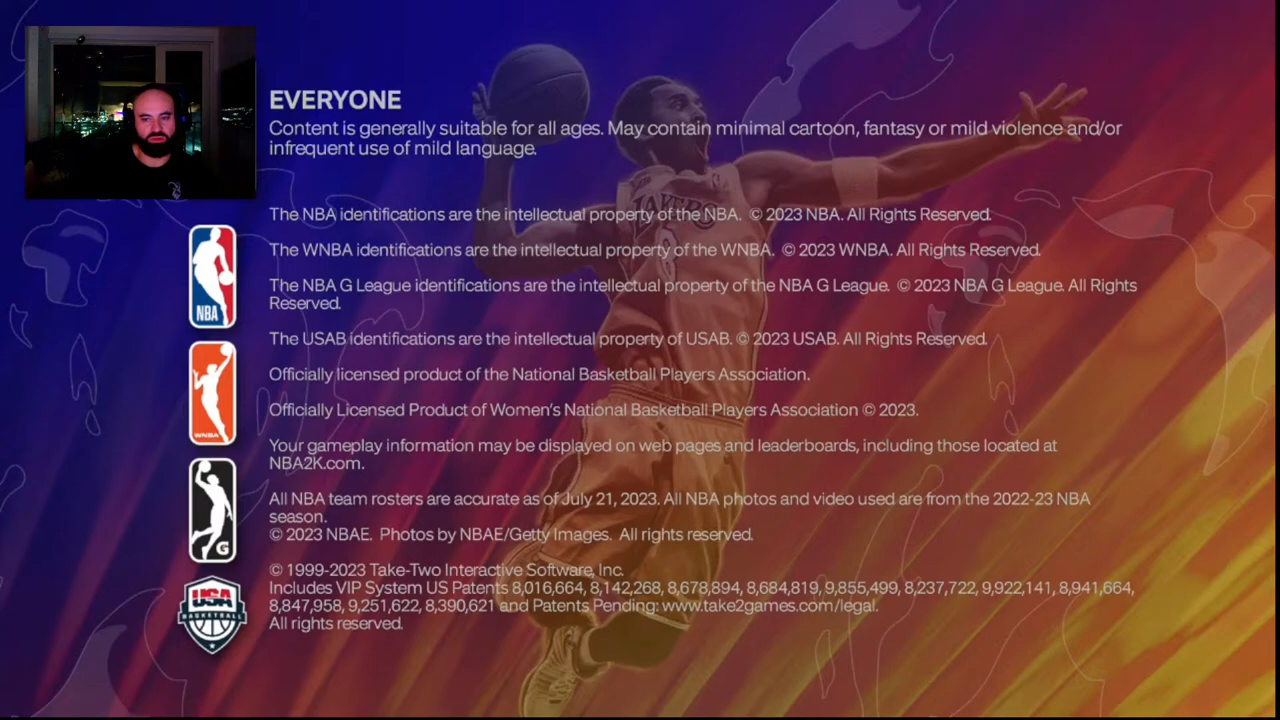 EVERYONE
Content is generally suitable for all ages. May contain minimal cartoon, fantasy or mild violence and/or
infrequent use of mild language.
The NBA identifications are the intellectual property of the NBA. © 2023 NBA. All Rights Reserved.
The WNBA identifications are the intellectual property of the WNBA. © 2023 WNBA. All Rights Reserved.
The NBA G League identifications are the intellectual property of the NBA G League. © 2023 NBA G League. All Rights
Reserved.
NBA
The USAB identifications are the intellectual property of USAB. © 2023 USAB. All Rights Reserved.
Officially licensed product of the National Basketball Players Association.
Officially Licensed Product of Women's National Basketball Players Association © 2023.
WNBA
Your gameplay information may be displayed on web pages and leaderboards, including those located at
NBA2K.com.
All NBA team rosters are accurate as of July 21, 2023. All NBA photos and video used are from the 2022-23 NBA
season.
© 2023 NBAE. Photos by NBAE/Getty Images. All rights reserved.
G
© 1999-2023 Take-Two Interactive Software, Inc.
Includes VIP System US Patents 8,016,664, 8,142,268, 8,678,894, 8,684,819, 9,855,499, 8,237,722, 9,922,141, 8,941,664,
8,847,958, 9,251,622, 8,390,621 and Patents Pending: www.take2games.com/legal.
All rights reserved.
USA
BASKETBALL
LAKERS
8